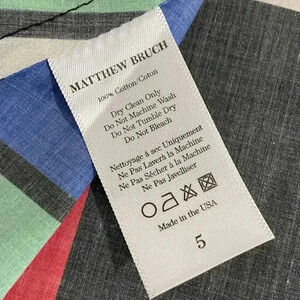 MATTHEW BRUCH
100% Cotton/Coton
Dry Clean Only
Do Not Machine Wash
Do Not Tumble Dry
Do Not Bleach
Nettoyage à sec Uniquement
Ne Pas Laverà la Machine
Ne Pas Sécher à la Machine
Ne Pas Javelliser
Made in the USA
5